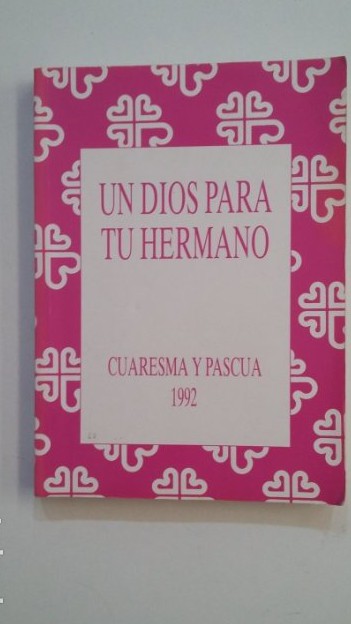 UN DIOS PARA
TU HERMANO
CUARESMA Y PASCUA
1992